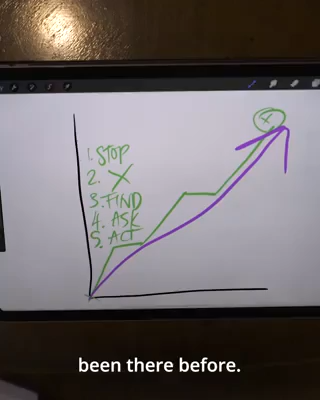 1. STOP
2. X
3. FIND
4. ASK
5. ACT
X
been there before.